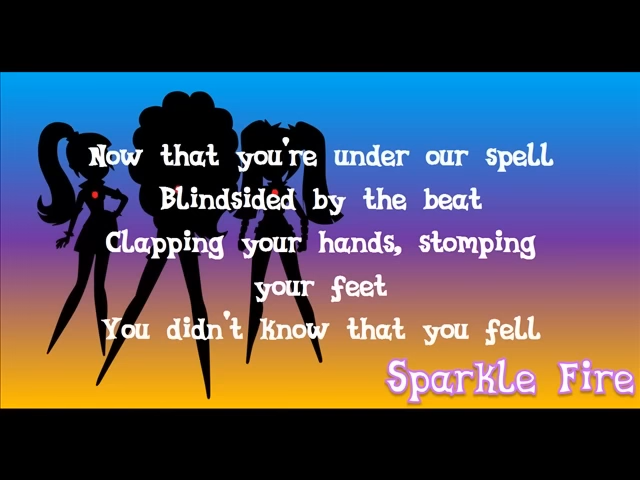 Now that you're under our spell
Blindsided by the beat
Clapping your hands, stomping
your feet
You didn't know that you fell
Sparkle Fire